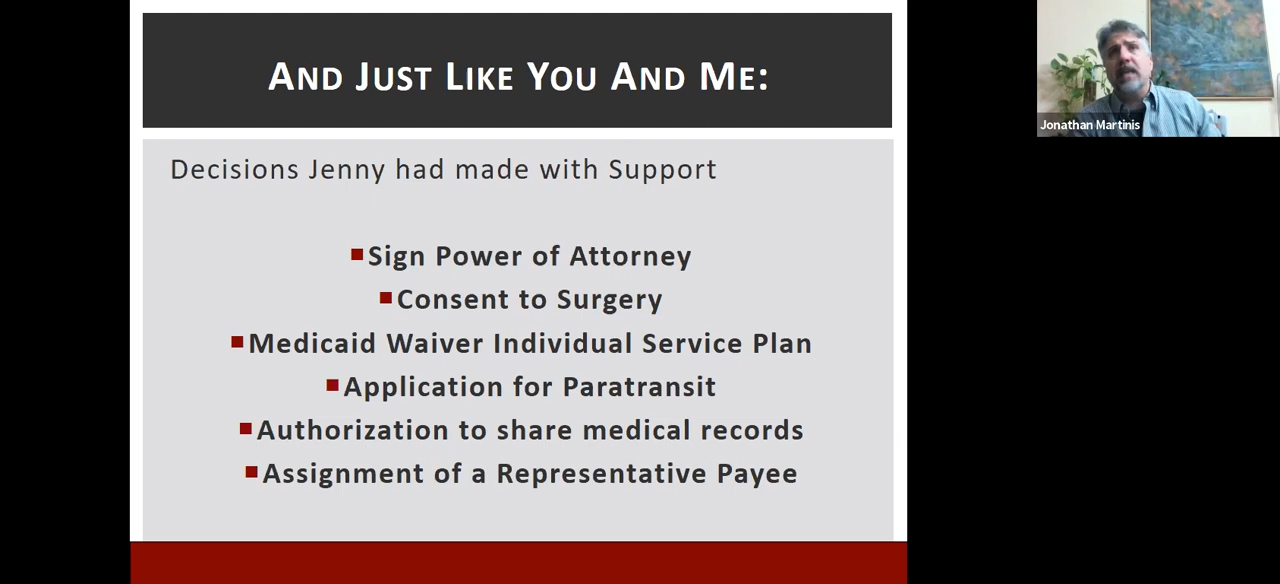 AND JUST LIKE YOU AND ME:
Decisions Jenny had made with Support
Sign Power of Attorney
Consent to Surgery
Medicaid Waiver Individual Service Plan
Application for Paratransit
Authorization to share medical records
Assignment of a Representative Payee
Jonathan Martinis